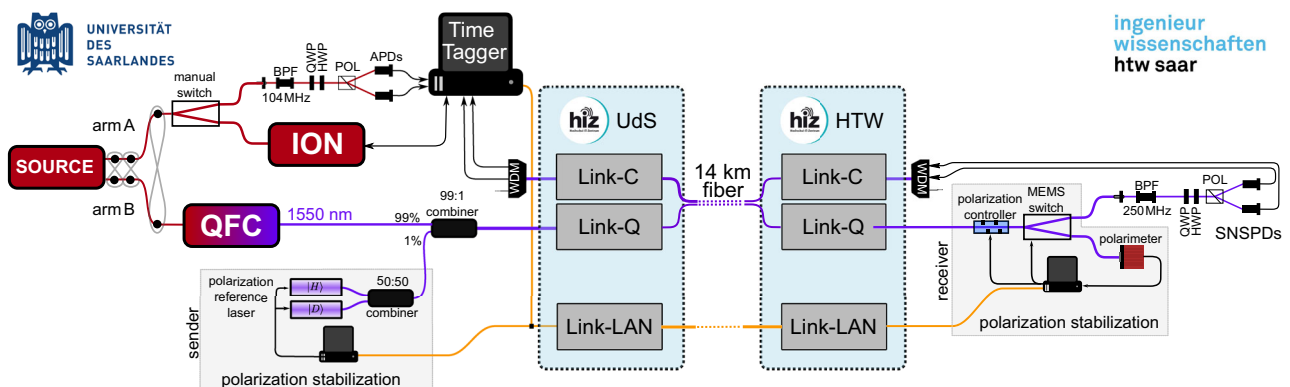 UNIVERSITÄT
DES
SAARLANDES
ingenieur
wissenschaften
htw saar
Time
Tagger
manual
switch
BPF
104 MHz
QWP
HWP
POL
APDs
arm A
ION
SOURCE
arm B
QFC
1550 nm
99%
1%
99:1
combiner
WDM
hiz
UdS
Link-C
Link-Q
Link-LAN
14 km
fiber
hiz
HTW
Link-C
Link-Q
Link-LAN
WDM
polarization
controller
MEMS
switch
BPF
250 MHz
QWP
HWP
POL
SNSPDs
polarimeter
receiver
polarization stabilization
sender
polarization
reference
laser
|H⟩
|D⟩
50:50
combiner
polarization stabilization